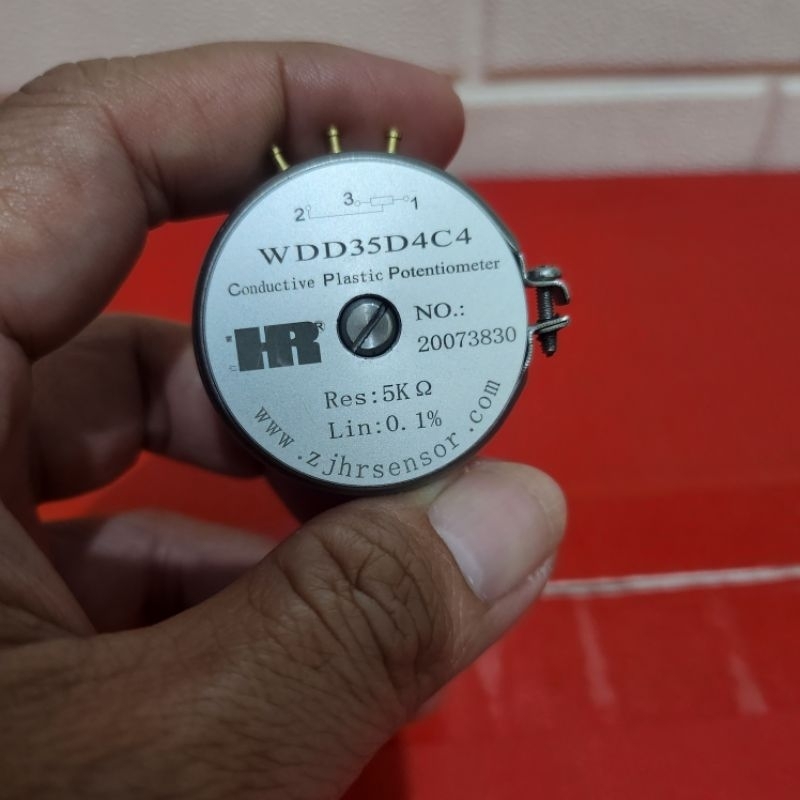 2 3 1
WDD35D4C4
Conductive Plastic Potentiometer
HR®
NO.:
20073830
Res:5KΩ
Lin:0.1%
www.zjhrsensor.com